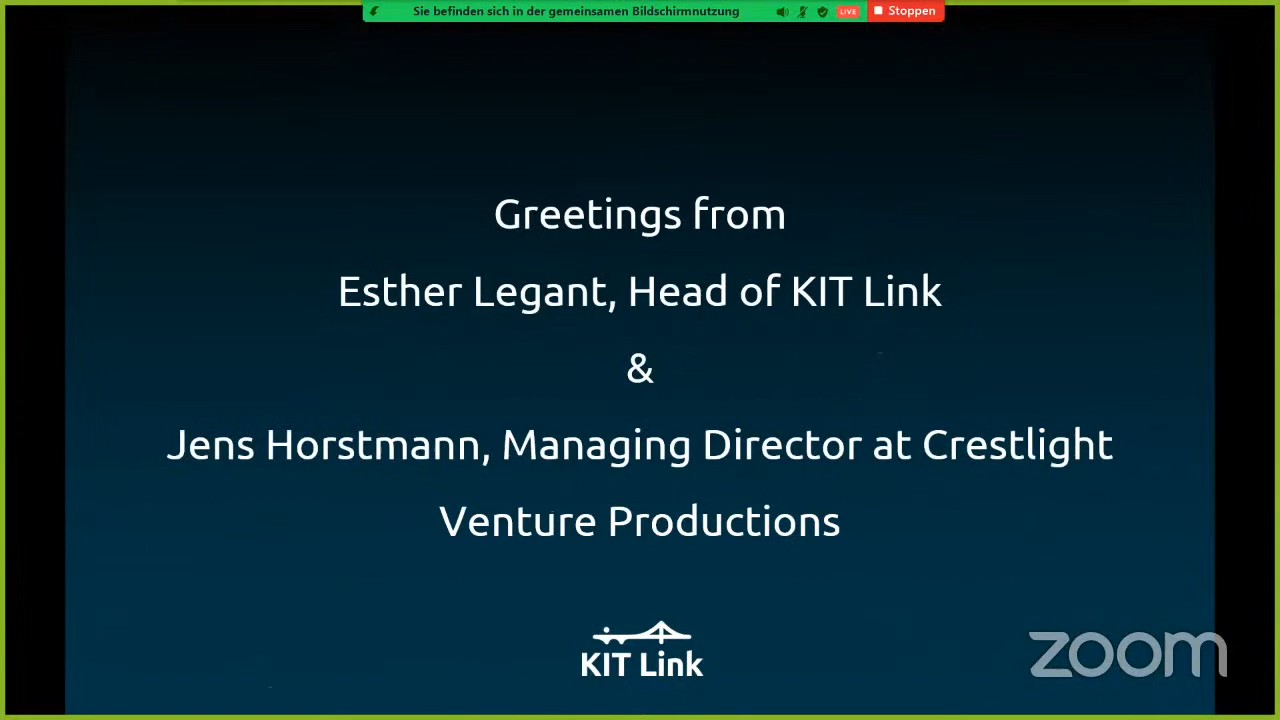 Sie befinden sich in der gemeinsamen Bildschirmnutzung LIVE Stoppen
Greetings from
Esther Legant, Head of KIT Link
&
Jens Horstmann, Managing Director at Crestlight
Venture Productions
KIT Link
zoom